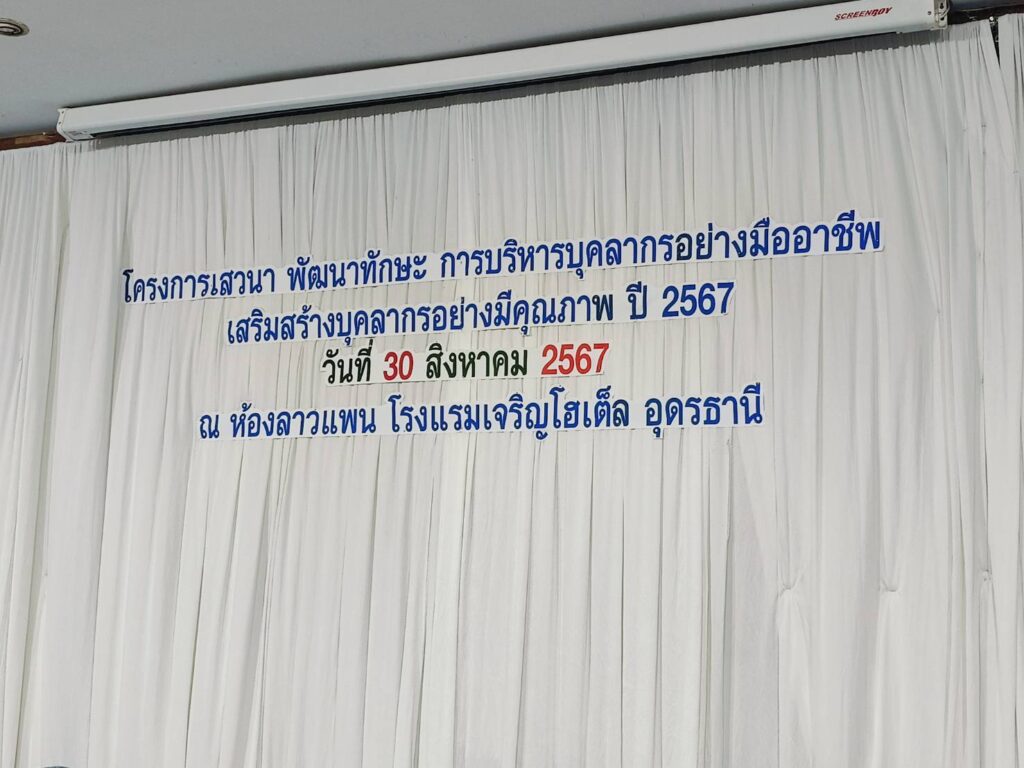 SCREENBOY
โครงการเสวนา พัฒนาทักษะ การบริหารบุคลากรอย่างมืออาชีพ
เสริมสร้างบุคลากรอย่างมีคุณภาพ ปี 2567
วันที่ 30 สิงหาคม 2567
ณ ห้องลาวแพน โรงแรมเจริญโฮเต็ล อุดรธานี